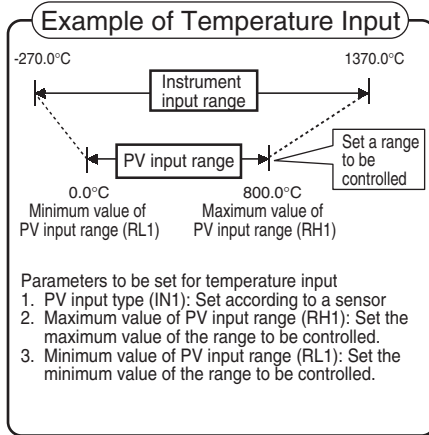 Example of Temperature Input
-270.0°C 1370.0°C
Instrument
input range
PV input range
Set a range
to be
controlled
0.0°C 800.0°C
Minimum value of Maximum value of
PV input range (RL1) PV input range (RH1)
Parameters to be set for temperature input
1. PV input type (IN1): Set according to a sensor
2. Maximum value of PV input range (RH1): Set the
maximum value of the range to be controlled.
3. Minimum value of PV input range (RL1): Set the
minimum value of the range to be controlled.